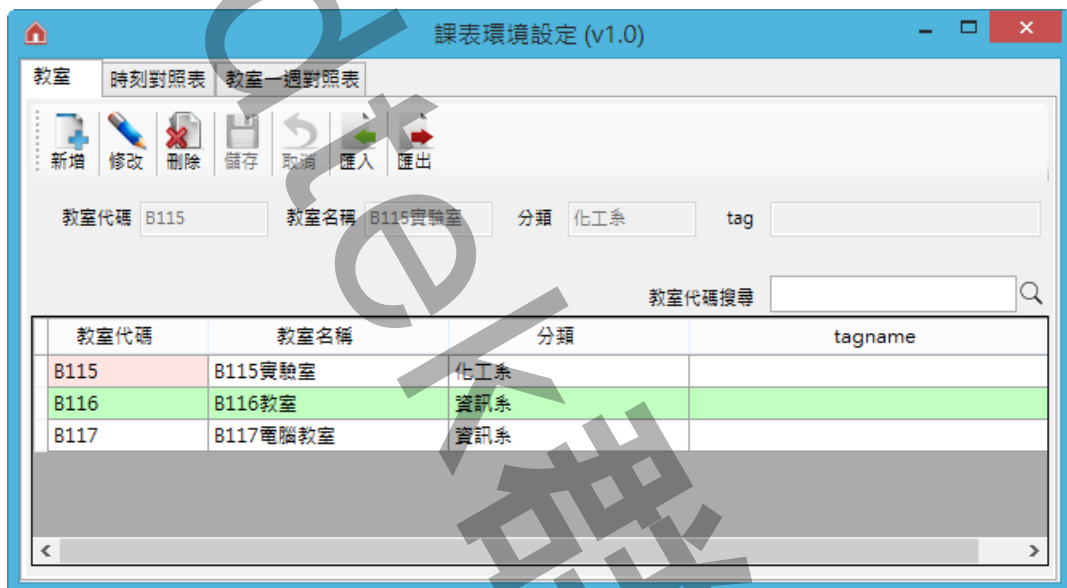 課表環境設定 (v1.0)
教室 時刻對照表 教室一週對照表
新增 修改 刪除 儲存 取消 匯入 匯出
教室代碼 B115 教室名稱 B115實驗室 分類 化工系 tag
教室代碼搜尋
教室代碼 教室名稱 分類 tagname
B115 B115實驗室 化工系
B116 B116教室 資訊系
B117 B117電腦教室 資訊系